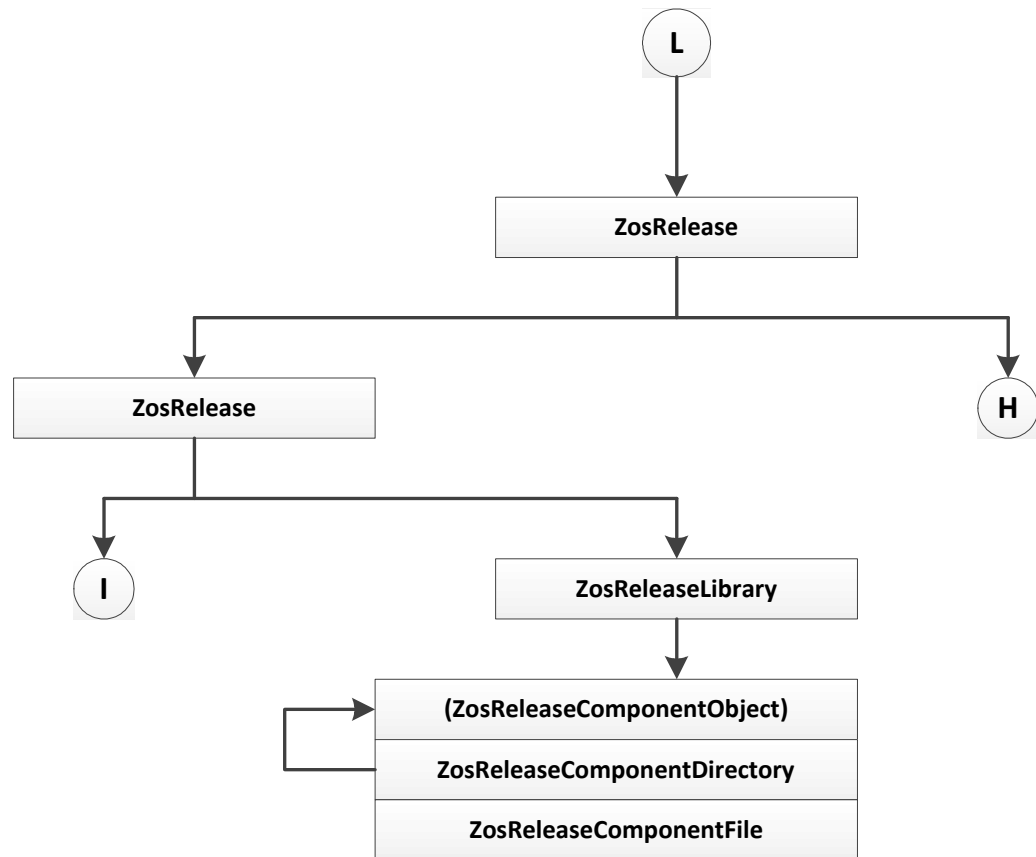 L
ZosRelease
ZosRelease
H
I
ZosReleaseLibrary
(ZosReleaseComponentObject)
ZosReleaseComponentDirectory
ZosReleaseComponentFile